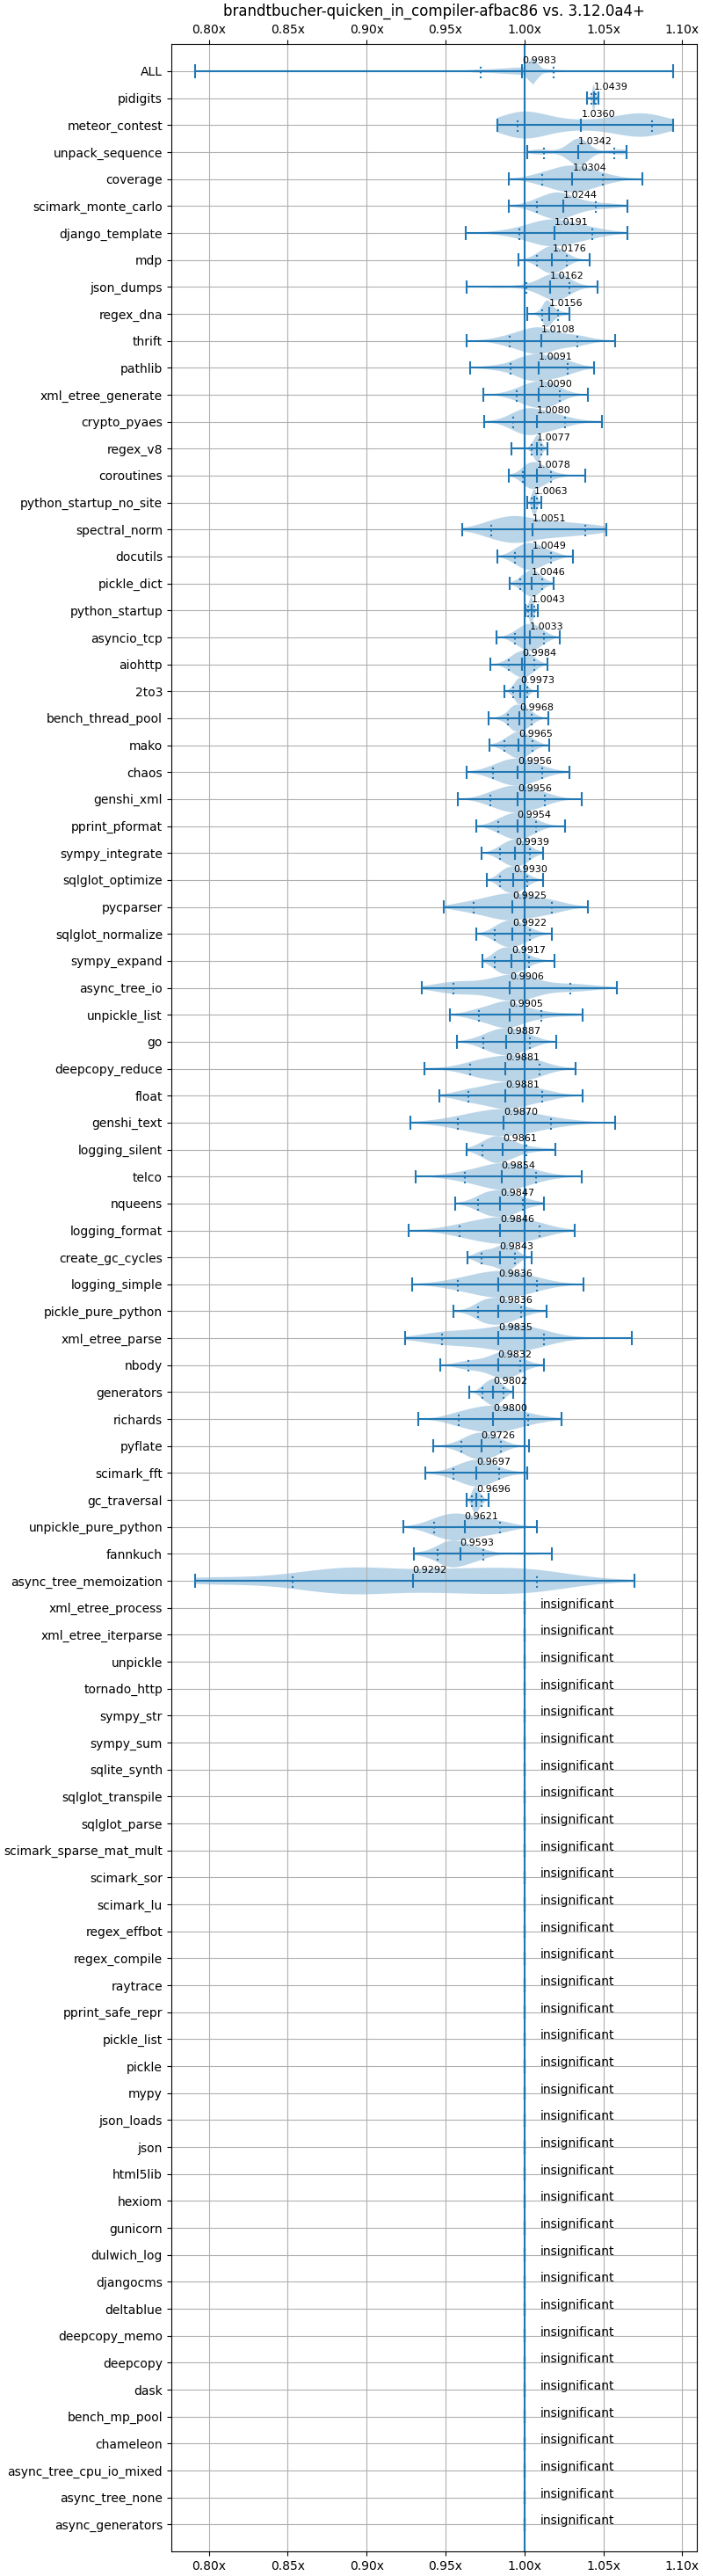 brandtbucher-quicken_in_compiler-afbac86 vs. 3.12.0a4+
0.80x 0.85x 0.90x 0.95x 1.00x 1.05x 1.10x
ALL 0.9983
pidigits 1.0439
meteor_contest 1.0360
unpack_sequence 1.0342
coverage 1.0304
scimark_monte_carlo 1.0244
django_template 1.0191
mdp 1.0176
json_dumps 1.0162
regex_dna 1.0156
thrift 1.0108
pathlib 1.0091
xml_etree_generate 1.0090
crypto_pyaes 1.0080
regex_v8 1.0077
coroutines 1.0078
python_startup_no_site 1.0063
spectral_norm 1.0051
docutils 1.0049
pickle_dict 1.0046
python_startup 1.0043
asyncio_tcp 1.0033
aiohttp 0.9984
2to3 0.9973
bench_thread_pool 0.9968
mako 0.9965
chaos 0.9956
genshi_xml 0.9956
pprint_pformat 0.9954
sympy_integrate 0.9939
sqlglot_optimize 0.9930
pycparser 0.9925
sqlglot_normalize 0.9922
sympy_expand 0.9917
async_tree_io 0.9906
unpickle_list 0.9905
go 0.9887
deepcopy_reduce 0.9881
float 0.9881
genshi_text 0.9870
logging_silent 0.9861
telco 0.9854
nqueens 0.9847
logging_format 0.9846
create_gc_cycles 0.9843
logging_simple 0.9836
pickle_pure_python 0.9836
xml_etree_parse 0.9835
nbody 0.9832
generators 0.9802
richards 0.9800
pyflate 0.9726
scimark_fft 0.9697
gc_traversal 0.9696
unpickle_pure_python 0.9621
fannkuch 0.9593
async_tree_memoization 0.9292
xml_etree_process insignificant
xml_etree_iterparse insignificant
unpickle insignificant
tornado_http insignificant
sympy_str insignificant
sympy_sum insignificant
sqlite_synth insignificant
sqlglot_transpile insignificant
sqlglot_parse insignificant
scimark_sparse_mat_mult insignificant
scimark_sor insignificant
scimark_lu insignificant
regex_effbot insignificant
regex_compile insignificant
raytrace insignificant
pprint_safe_repr insignificant
pickle_list insignificant
pickle insignificant
mypy insignificant
json_loads insignificant
json insignificant
html5lib insignificant
hexiom insignificant
gunicorn insignificant
dulwich_log insignificant
djangocms insignificant
deltablue insignificant
deepcopy_memo insignificant
deepcopy insignificant
dask insignificant
bench_mp_pool insignificant
chameleon insignificant
async_tree_cpu_io_mixed insignificant
async_tree_none insignificant
async_generators insignificant
0.80x 0.85x 0.90x 0.95x 1.00x 1.05x 1.10x